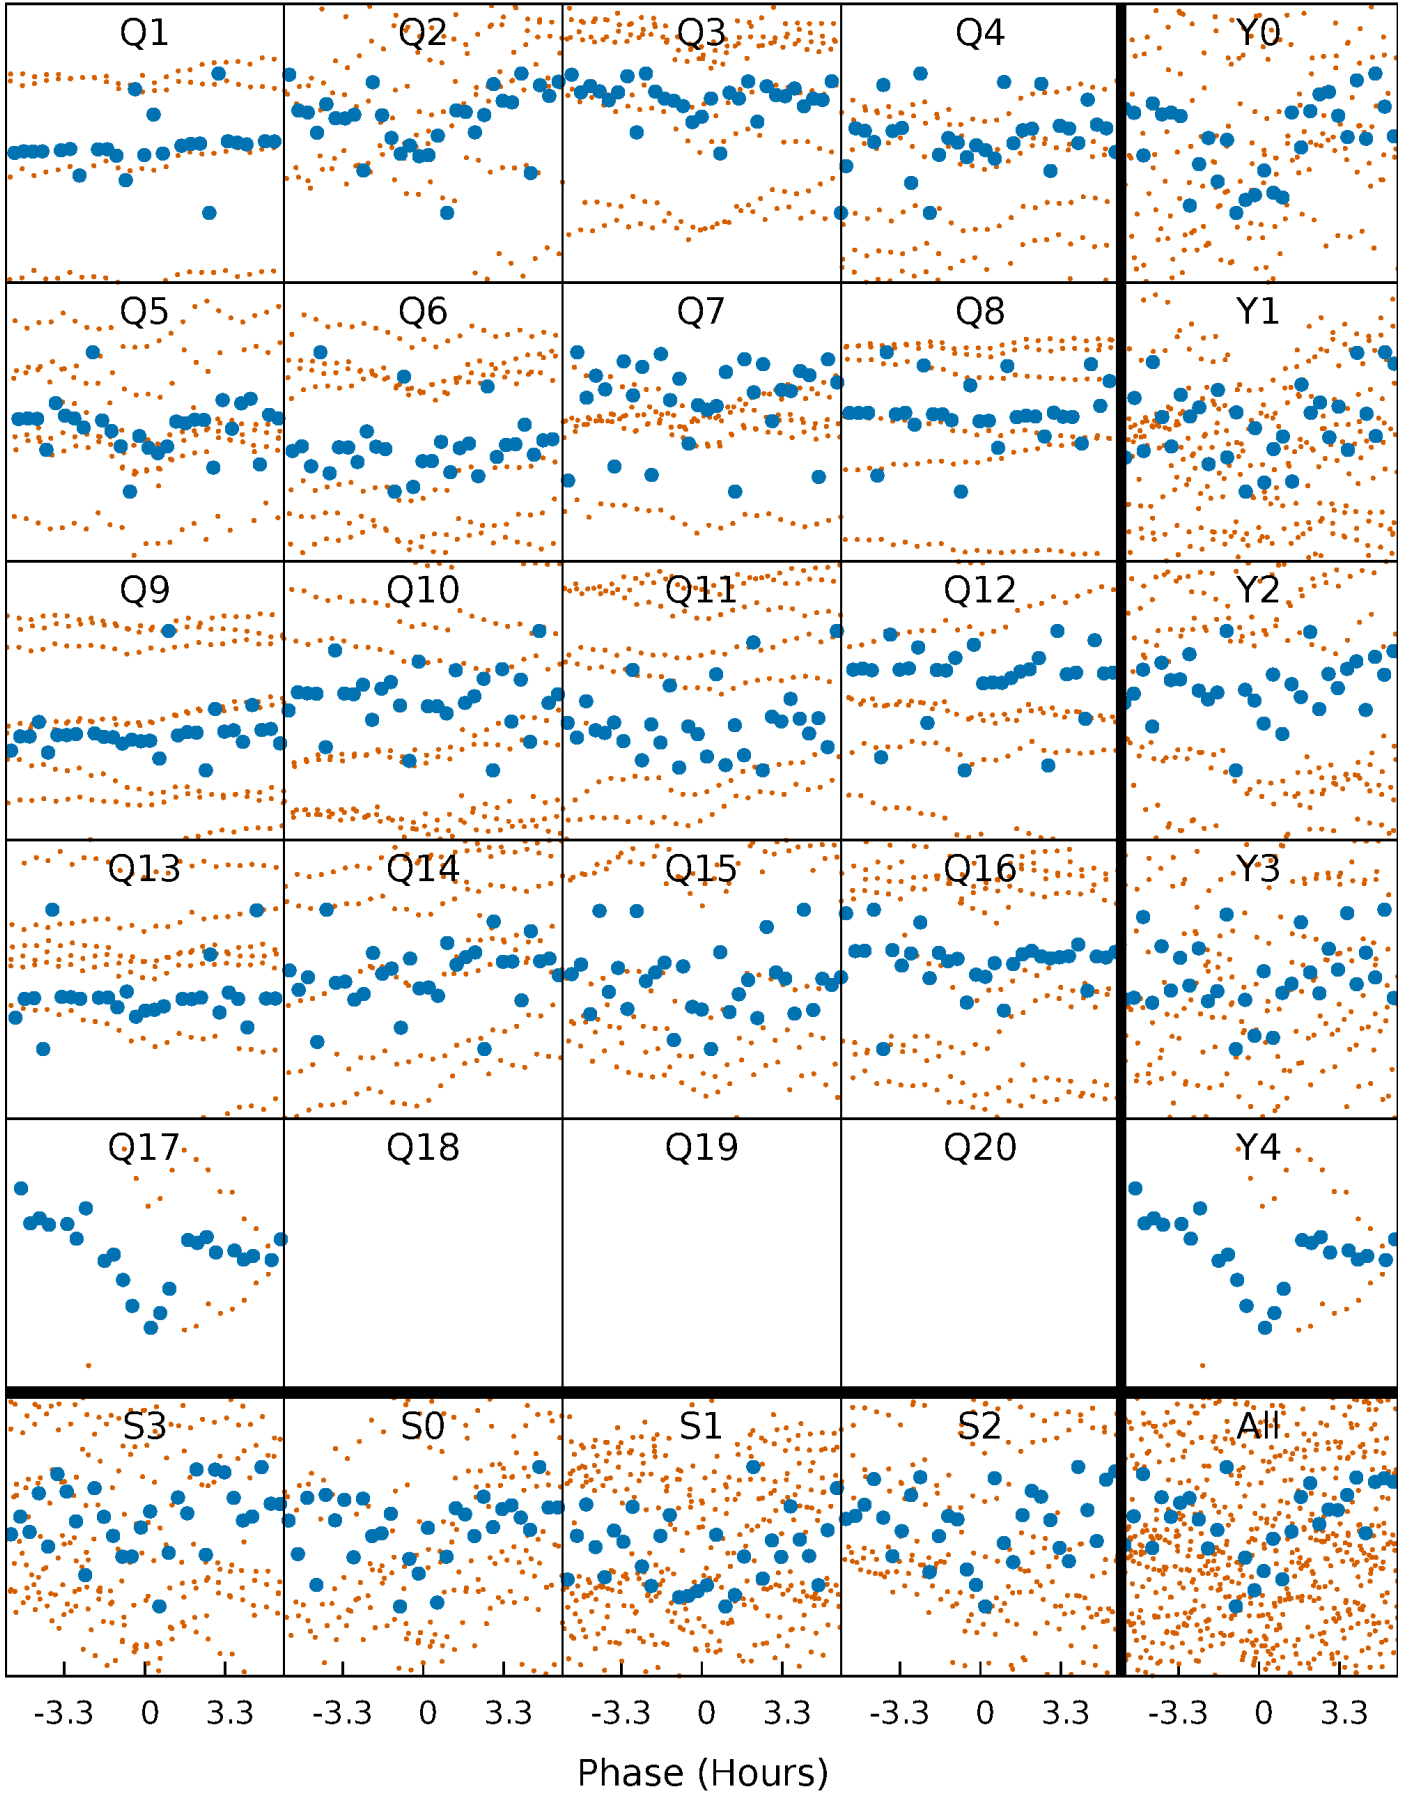 Q1 Q2 Q3 Q4 Y0
Q5 Q6 Q7 Q8 Y1
Q9 Q10 Q11 Q12 Y2
Q13 Q14 Q15 Q16 Y3
Q17 Q18 Q19 Q20 Y4
S3 S0 S1 S2 All
-3.3 0 3.3 -3.3 0 3.3 -3.3 0 3.3 -3.3 0 3.3 -3.3 0 3.3
Phase (Hours)